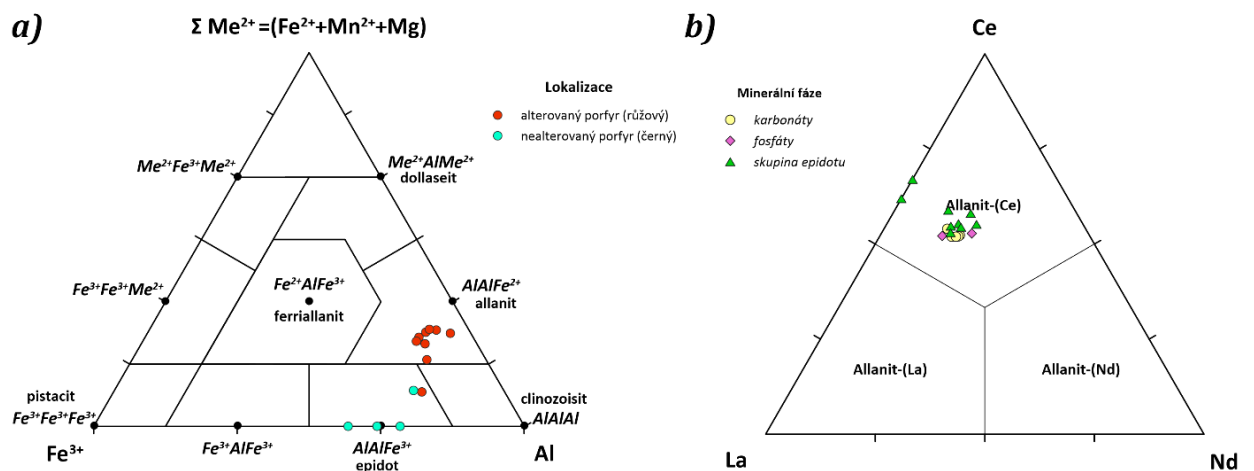 a)
Σ Me²⁺ =(Fe²⁺+Mn²⁺+Mg)
Lokalizace
alterovaný porfyr (růžový)
nealterovaný porfyr (černý)
Me²⁺Fe³⁺Me²⁺
Me²⁺AlMe²⁺
dollaseit
Fe³⁺Fe³⁺Me²⁺
Fe²⁺AlFe³⁺
ferriallanit
AlAlFe²⁺
allanit
pistacit
Fe³⁺Fe³⁺Fe³⁺
clinozoisit
AlAlAl
Fe³⁺
Fe³⁺AlFe³⁺
AlAlFe³⁺
epidot
Al
b)
Ce
Minerální fáze
karbonáty
fosfáty
skupina epidotu
Allanit-(Ce)
Allanit-(La)
Allanit-(Nd)
La
Nd